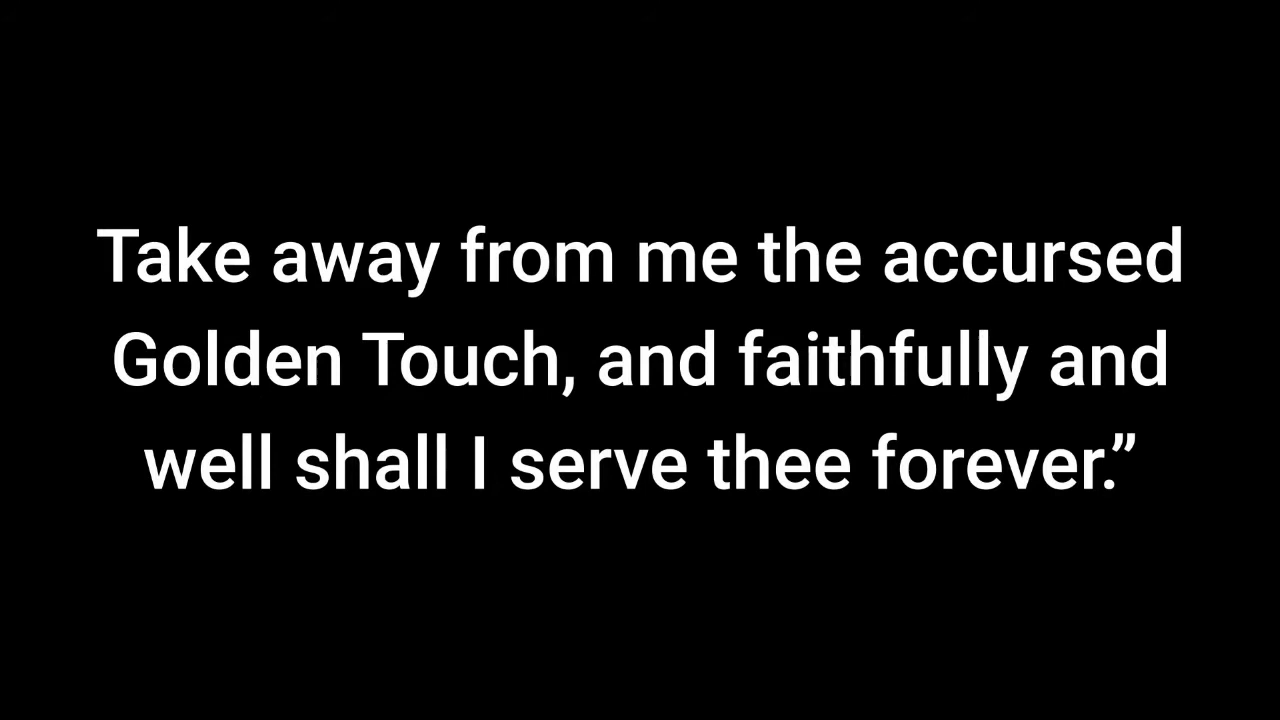 Take away from me the accursed
Golden Touch, and faithfully and
well shall I serve thee forever.”